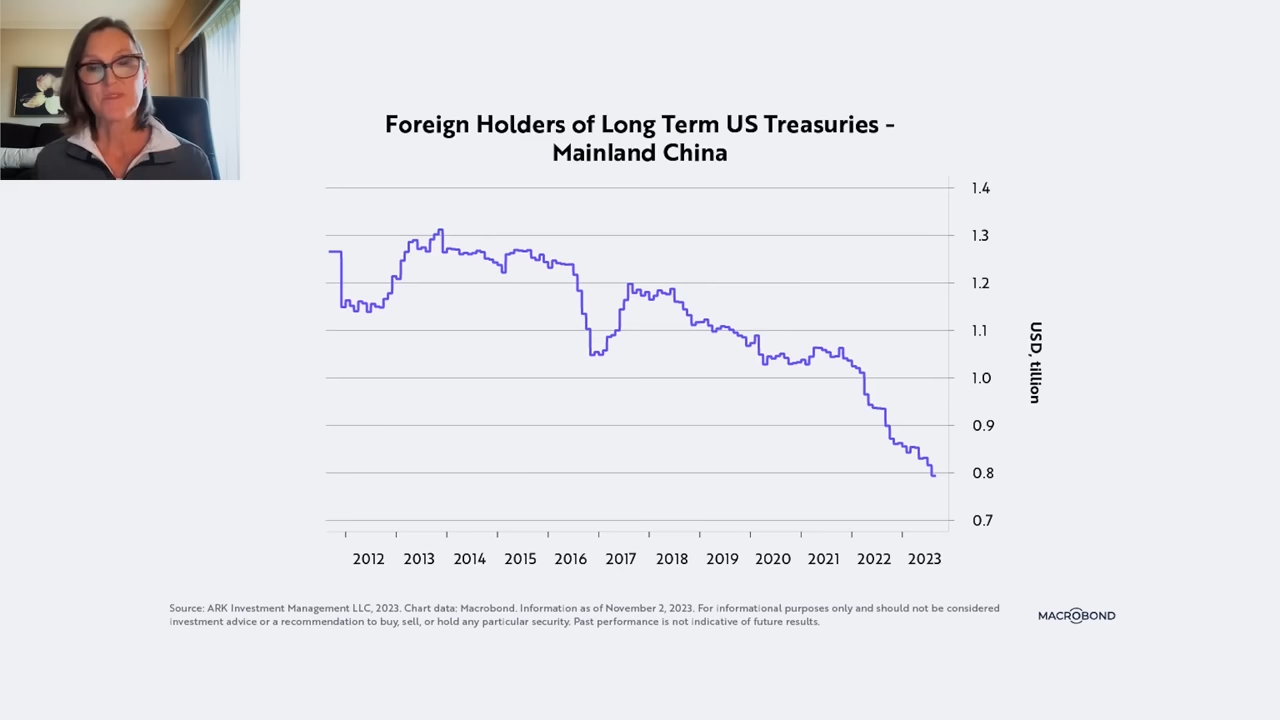 Foreign Holders of Long Term US Treasuries -
Mainland China
1.4
1.3
1.2
1.1
1.0
0.9
0.8
0.7
USD, tillion
2012 2013 2014 2015 2016 2017 2018 2019 2020 2021 2022 2023
Source: ARK Investment Management LLC, 2023. Chart data: Macrobond. Information as of November 2, 2023. For informational purposes only and should not be considered
investment advice or a recommendation to buy, sell, or hold any particular security. Past performance is not indicative of future results.
MACROBOND